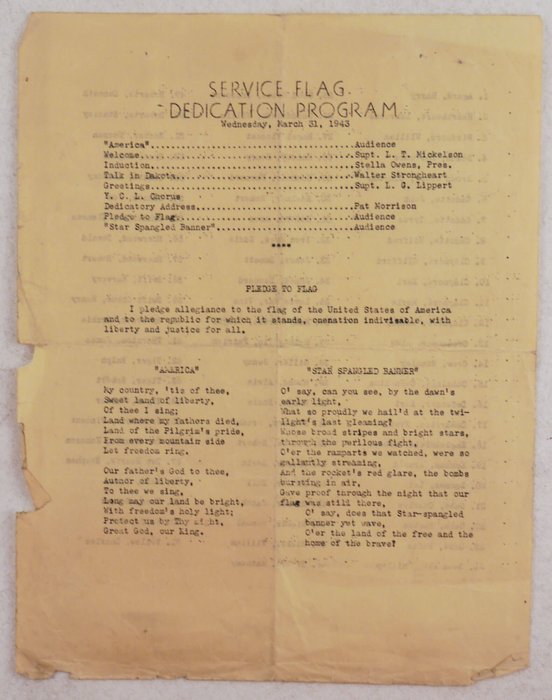 SERVICE FLAG
DEDICATION PROGRAM
Wednesday, March 31, 1943
"America"..............................Audience
Welcome................................Supt. L. T. Mickelson
Induction..............................Stella Owens, Pres.
Talk in Dakota.........................Walter Strongheart
Greetings..............................Supt. L. G. Lippert
Y. C. L. Chorus
Dedicatory Address.....................Pat Morrison
Pledge to Flag.........................Audience
"Star Spangled Banner".................Audience
****
PLEDGE TO FLAG
I pledge allegiance to the flag of the United States of America
and to the republic for which it stands, onenation indivisable, with
liberty and justice for all.
"AMERICA"
My country, 'tis of thee,
Sweet land of liberty,
Of thee I sing;
Land where my fathers died,
Land of the Pilgrim's pride,
From every mountain side
Let freedom ring.
Our father's God to thee,
Author of liberty,
To thee we sing,
Long may our land be bright,
With freedom's holy light;
Protect us by Thy might,
Great God, our King.
"STAR SPANGLED BANNER"
O' say, can you see, by the dawn's
early light,
What so proudly we hail'd at the twi-
light's last gleaming?
Whose broad stripes and bright stars,
through the perilous fight,
O'er the ramparts we watched, were so
gallantly streaming,
And the rocket's red glare, the bombs
bursting in air,
Gave proof through the night that our
flag was still there,
O' say, does that Star-spangled
banner yet wave,
O'er the land of the free and the
home of the brave?